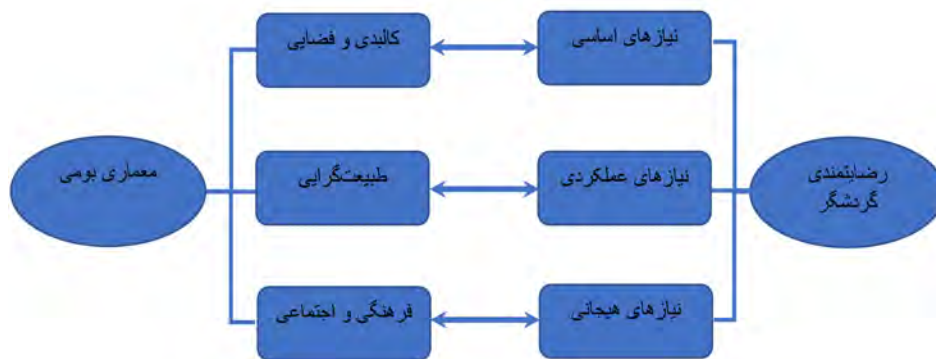 نیازهای اساسی
کالبدی و فضایی
رضایتمندی
گردشگر
نیازهای عملکردی
طبیعت‌گرایی
معماری بومی
نیازهای هیجانی
فرهنگی و اجتماعی